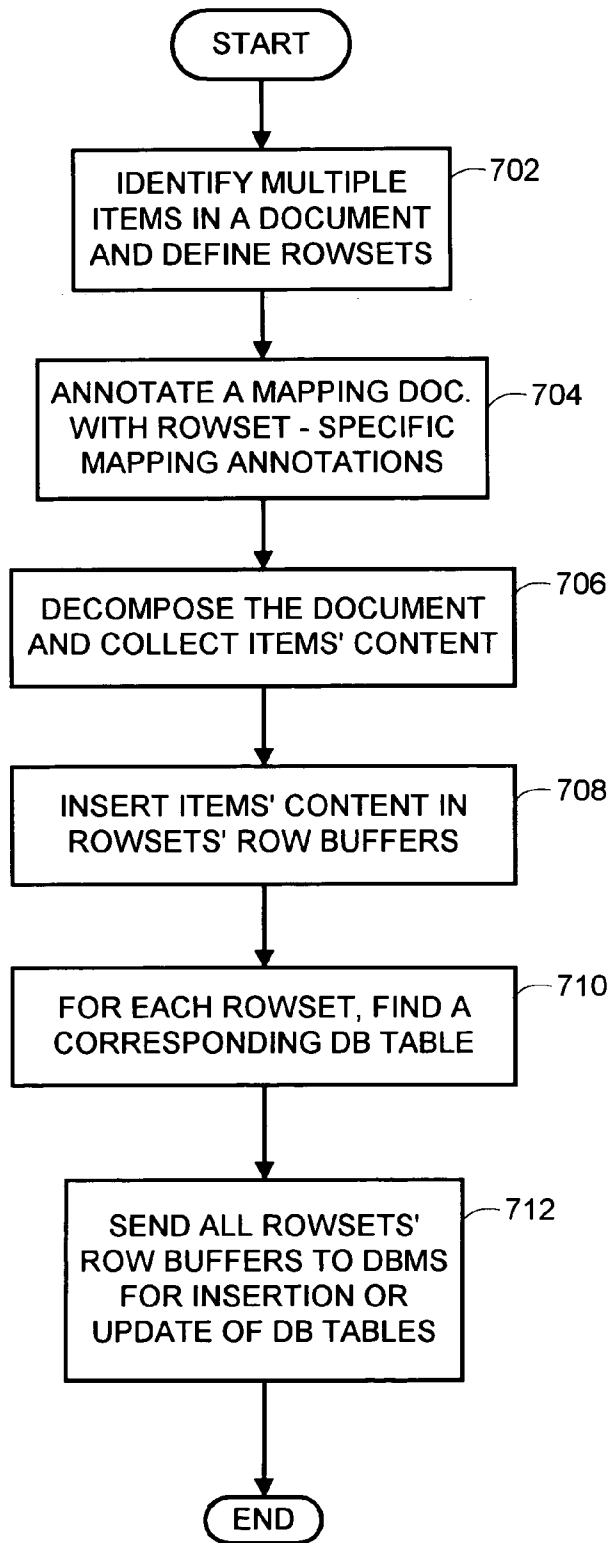 START
702
IDENTIFY MULTIPLE
ITEMS IN A DOCUMENT
AND DEFINE ROWSETS
704
ANNOTATE A MAPPING DOC.
WITH ROWSET - SPECIFIC
MAPPING ANNOTATIONS
706
DECOMPOSE THE DOCUMENT
AND COLLECT ITEMS' CONTENT
708
INSERT ITEMS' CONTENT IN
ROWSETS' ROW BUFFERS
710
FOR EACH ROWSET, FIND A
CORRESPONDING DB TABLE
712
SEND ALL ROWSETS'
ROW BUFFERS TO DBMS
FOR INSERTION OR
UPDATE OF DB TABLES
END